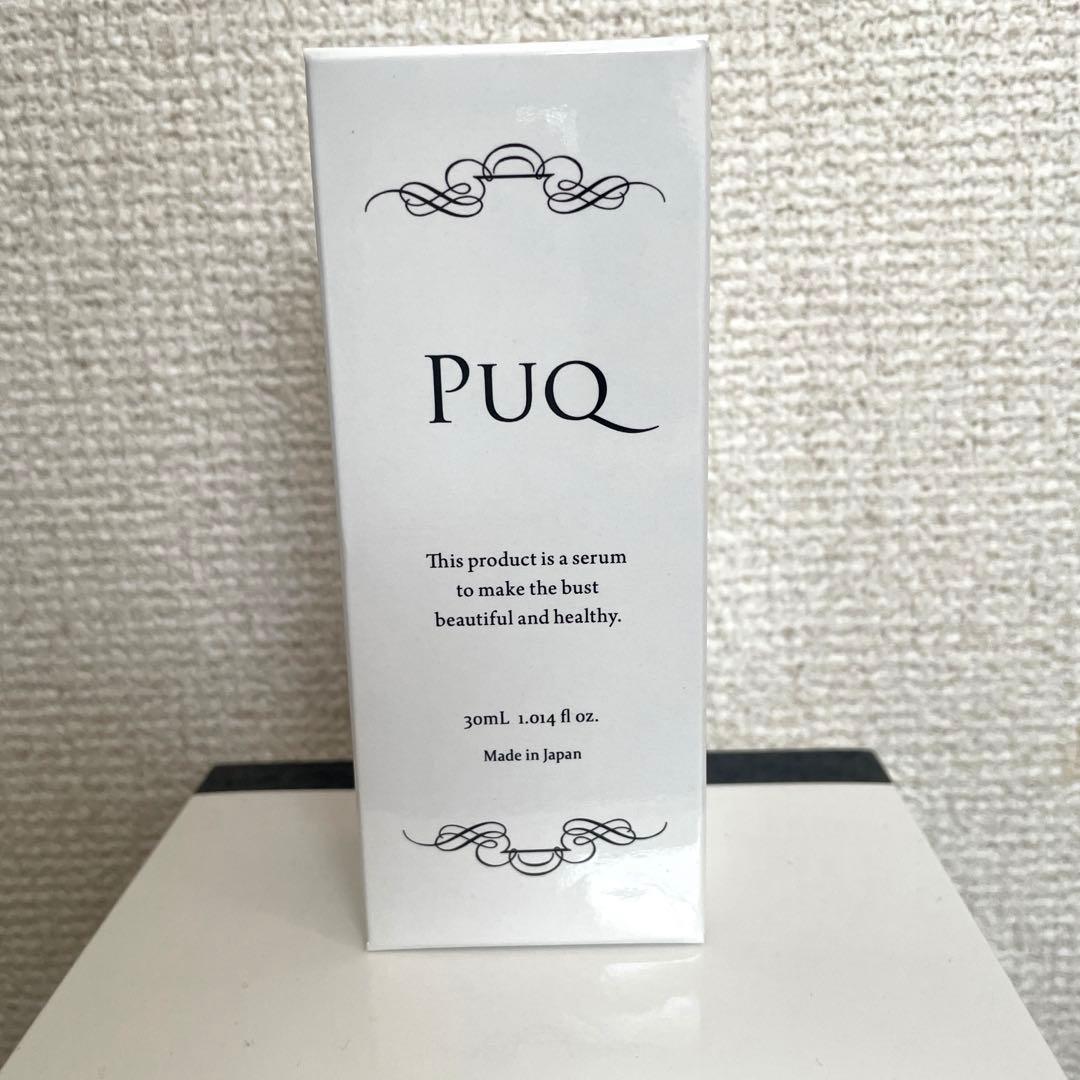 PUQ
This product is a serum
to make the bust
beautiful and healthy.
30mL 1.014 fl oz.
Made in Japan